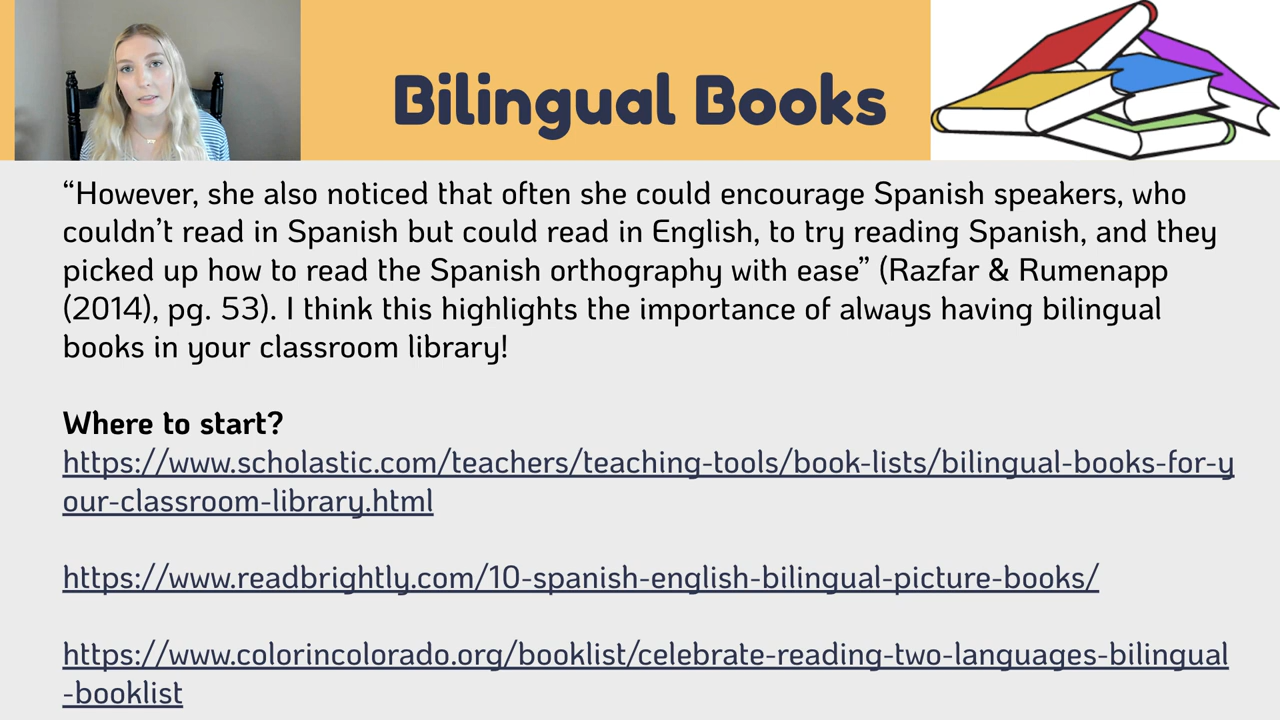 Bilingual Books
“However, she also noticed that often she could encourage Spanish speakers, who
couldn’t read in Spanish but could read in English, to try reading Spanish, and they
picked up how to read the Spanish orthography with ease” (Razfar & Rumenapp
(2014), pg. 53). I think this highlights the importance of always having bilingual
books in your classroom library!
Where to start?
https://www.scholastic.com/teachers/teaching-tools/book-lists/bilingual-books-for-y
our-classroom-library.html
https://www.readbrightly.com/10-spanish-english-bilingual-picture-books/
https://www.colorincolorado.org/booklist/celebrate-reading-two-languages-bilingual
-booklist